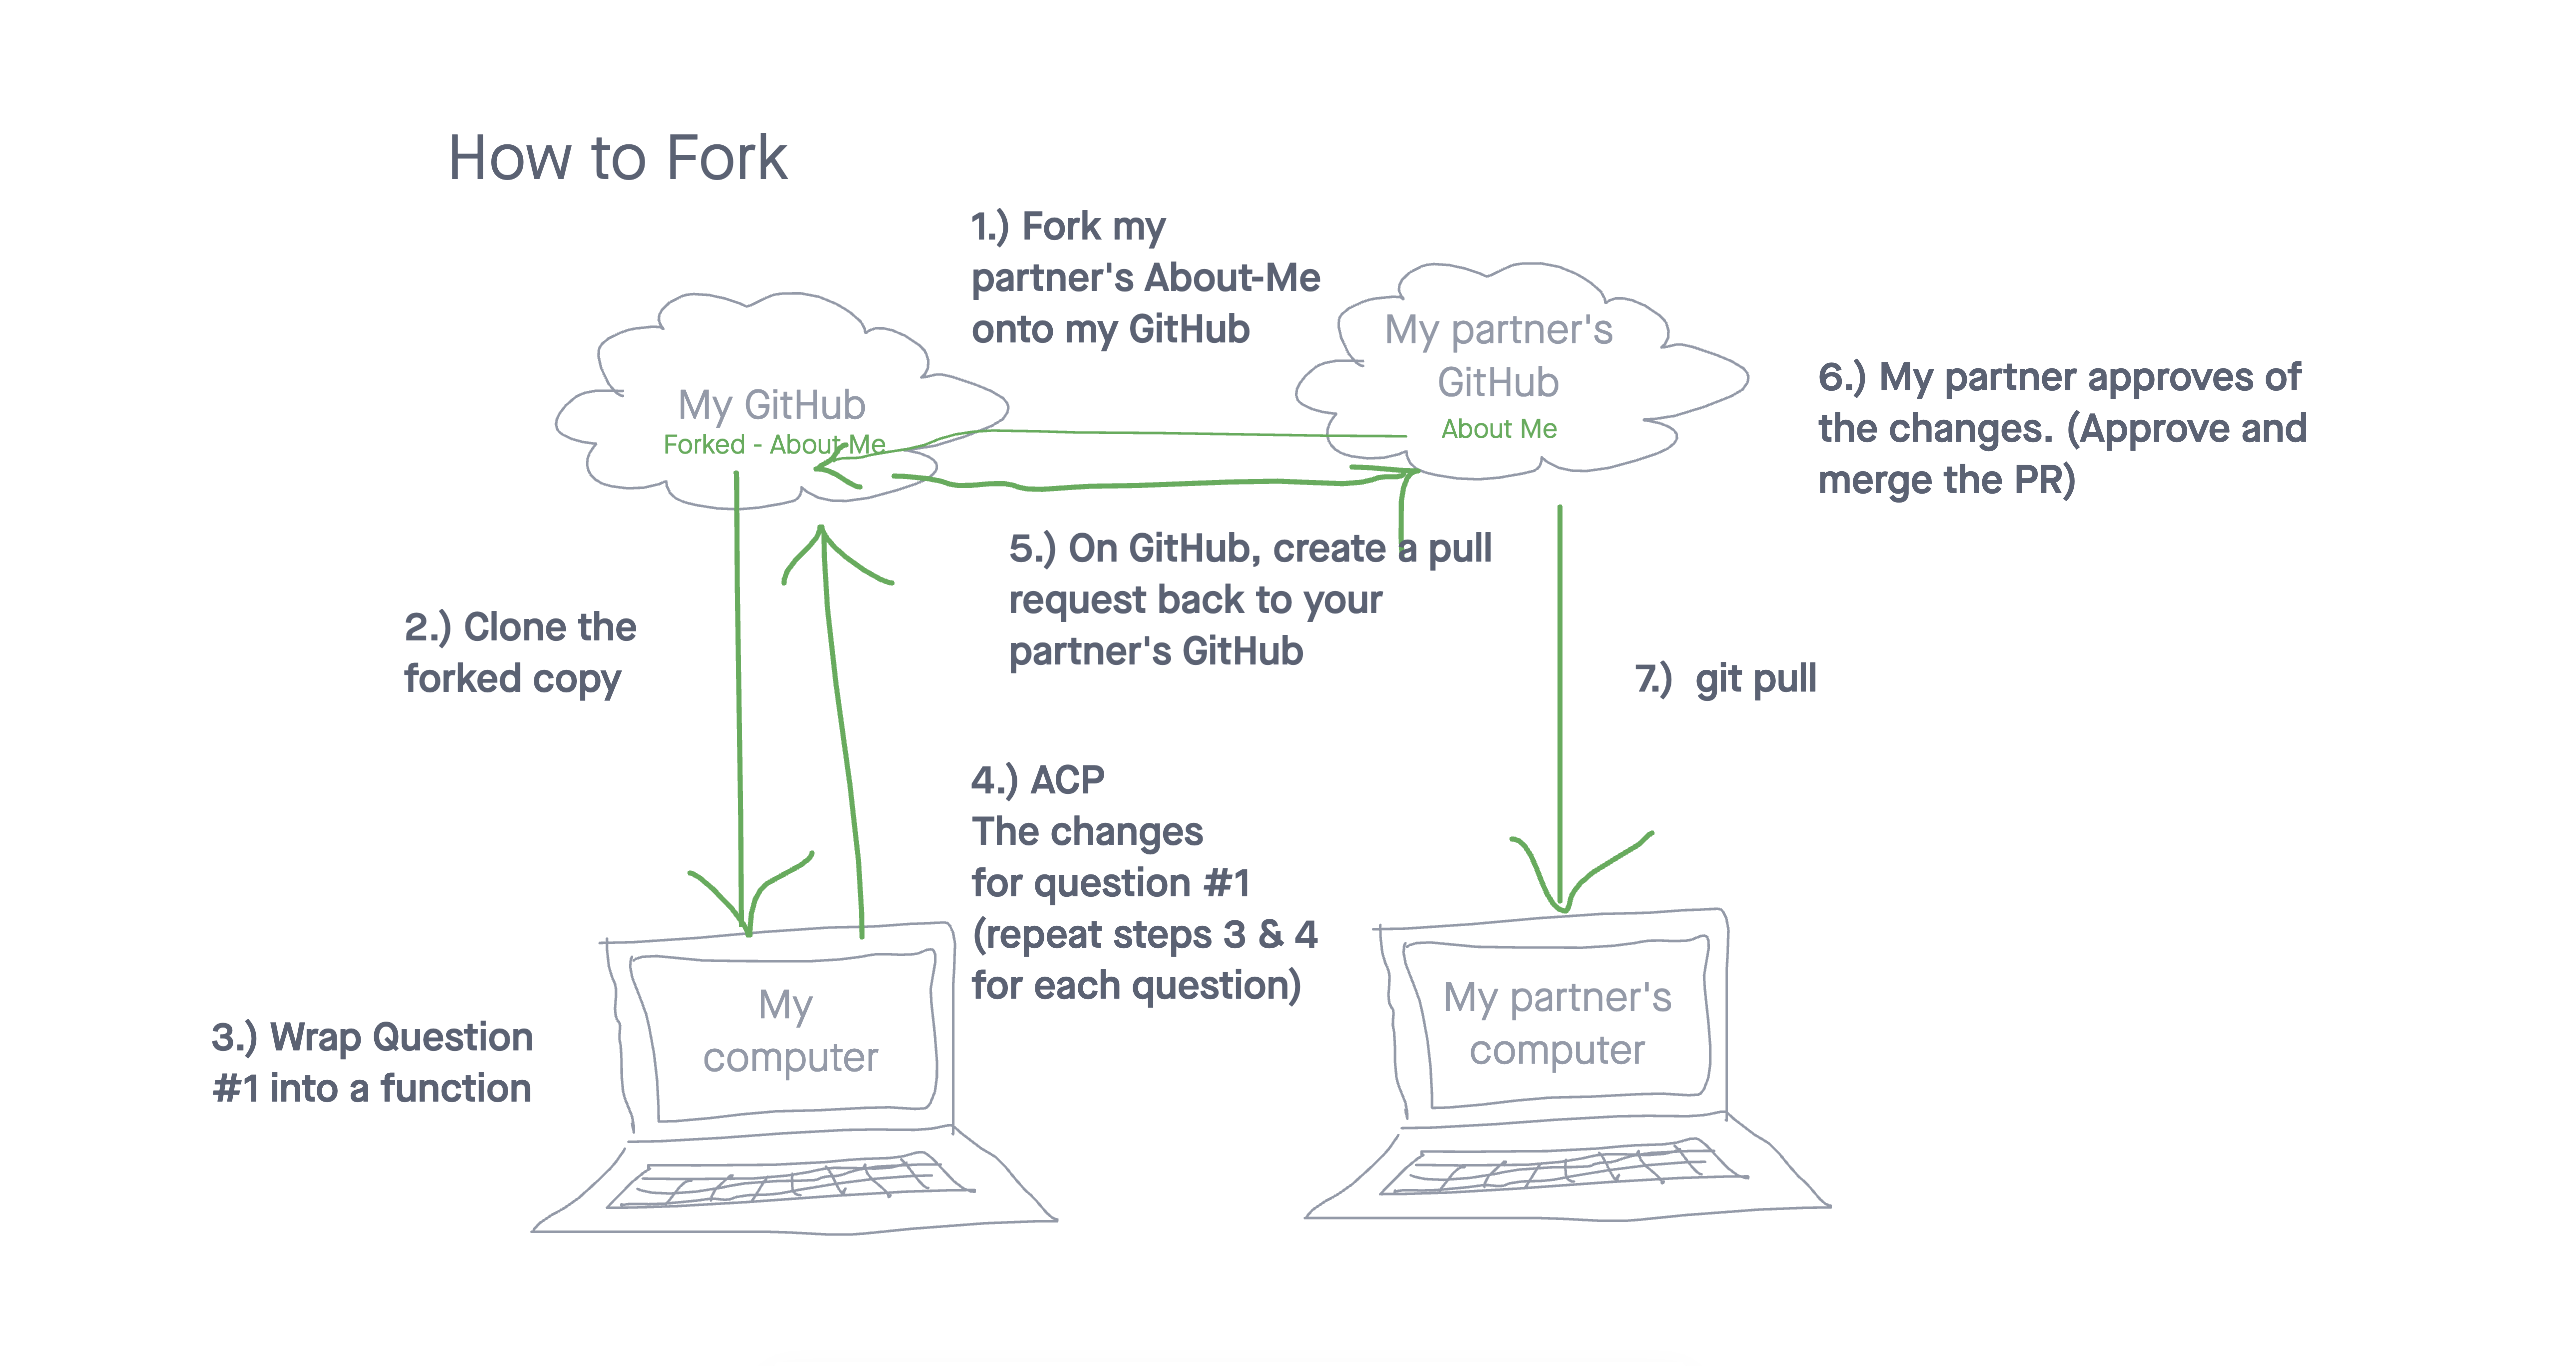 How to Fork
1.) Fork my
partner's About-Me
onto my GitHub
My GitHub
Forked - About-Me
My partner's
GitHub
About Me
6.) My partner approves of
the changes. (Approve and
merge the PR)
5.) On GitHub, create a pull
request back to your
partner's GitHub
2.) Clone the
forked copy
7.) git pull
4.) ACP
The changes
for question #1
(repeat steps 3 & 4
for each question)
3.) Wrap Question
#1 into a function
My
computer
My partner's
computer